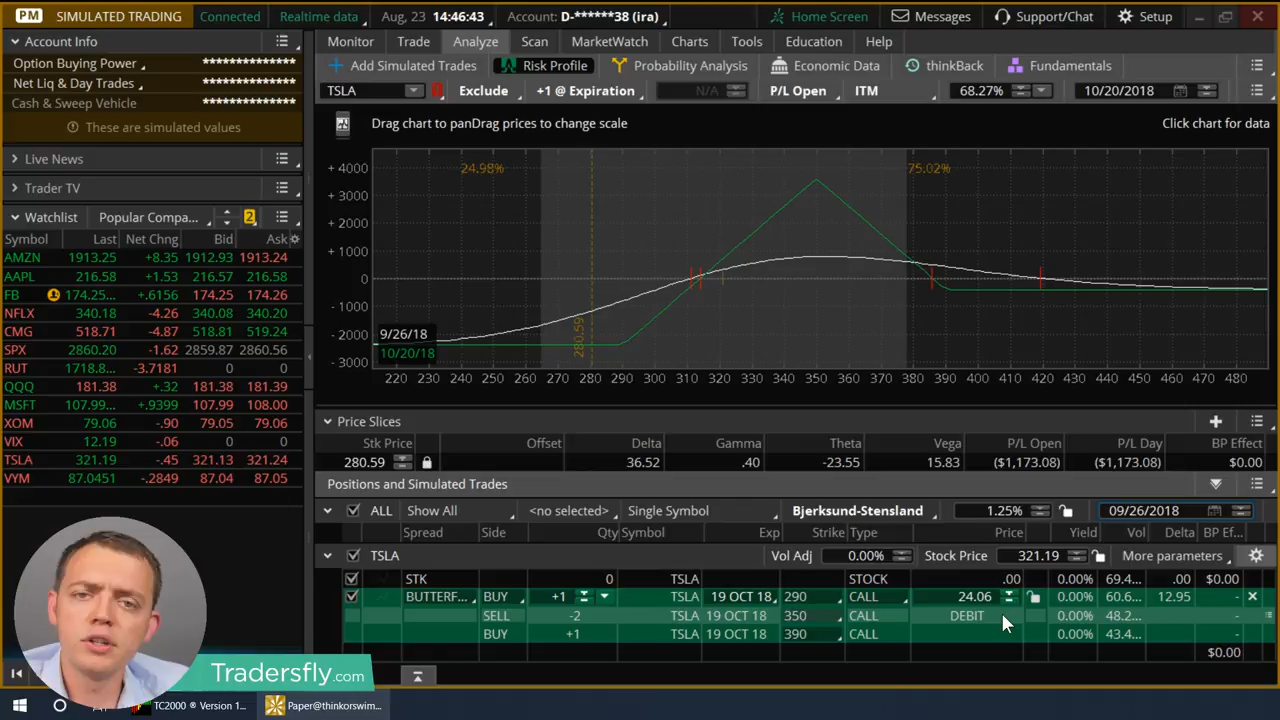 PM SIMULATED TRADING Connected Realtime data Aug, 23 14:46:43 Account: D-******38 (ira) Home Screen Messages Support/Chat Setup
Account Info
Option Buying Power **************
Net Liq & Day Trades **************
Cash & Sweep Vehicle **************
These are simulated values
Live News
Trader TV
Watchlist Popular Compa... 2
Symbol Last Net Chng Bid Ask
AMZN 1913.25 +8.35 1912.93 1913.24
AAPL 216.58 +1.53 216.57 216.58
FB 174.25... +.6156 174.25 174.26
NFLX 340.18 -4.26 340.08 340.20
CMG 518.71 -4.87 518.81 519.24
SPX 2860.20 -1.62 2859.87 2860.56
RUT 1718.8... -3.7181 0 0
QQQ 181.38 +.32 181.38 181.39
MSFT 107.99... +.9399 107.99 108.00
XOM 79.06 -.90 79.05 79.06
VIX 12.19 -.06 0 0
TSLA 321.19 -.45 321.13 321.24
VYM 87.0451 -.2849 87.04 87.05
Monitor Trade Analyze Scan MarketWatch Charts Tools Education Help
Add Simulated Trades Risk Profile Probability Analysis Economic Data thinkBack Fundamentals
TSLA Exclude +1 @ Expiration N/A P/L Open ITM 68.27% 10/20/2018
Drag chart to panDrag prices to change scale Click chart for data
24.98% 75.02%
+ 4000
+ 3000
+ 2000
+ 1000
0
- 1000
- 2000
- 3000
280.59
9/26/18
10/20/18
220 230 240 250 260 270 280 290 300 310 320 330 340 350 360 370 380 390 400 410 420 430 440 450 460 470 480
Price Slices
Stk Price Offset Delta Gamma Theta Vega P/L Open P/L Day BP Effect
280.59 36.52 .40 -23.55 15.83 ($1,173.08) ($1,173.08) $0.00
Positions and Simulated Trades
ALL Show All <no selected> Single Symbol Bjerksund-Stensland 1.25% 09/26/2018
Spread Side Qty Symbol Exp Strike Type Price Yield Vol Delta BP Ef...
TSLA Vol Adj 0.00% Stock Price 321.19 More parameters
STK 0 TSLA STOCK .00 0.00% 69.4... .00 $0.00
BUTTERF... BUY +1 TSLA 19 OCT 18 290 CALL 24.06 0.00% 60.6... 12.95 -
SELL -2 TSLA 19 OCT 18 350 CALL DEBIT 0.00% 48.2... -
BUY +1 TSLA 19 OCT 18 390 CALL 0.00% 43.4... -
$0.00
Tradersfly.com
TC2000 ® Version 1... Paper@thinkorswim...